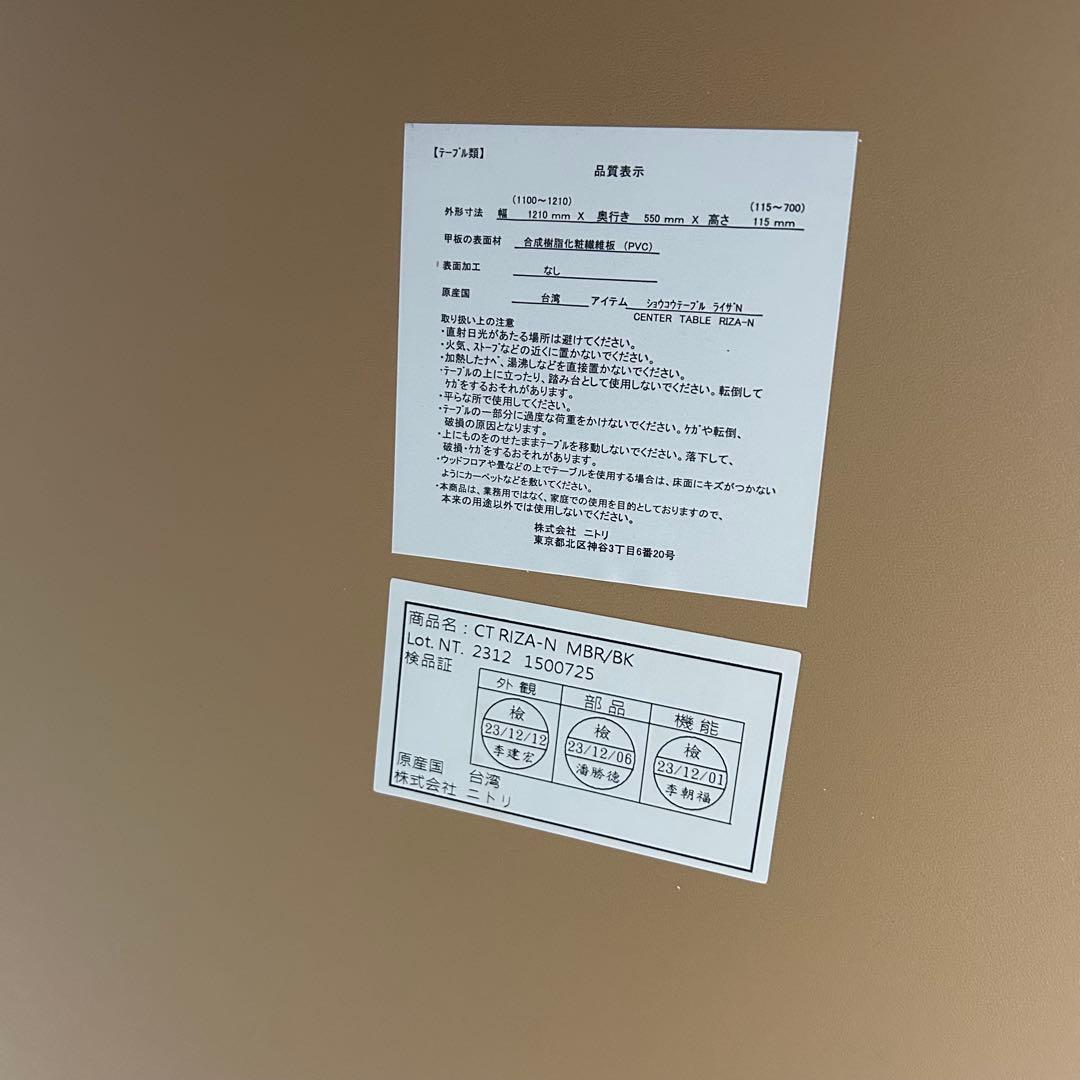 【ﾃｰﾌﾞﾙ類】
品質表示
(1100～1210) (115～700)
外形寸法 幅 1210 mm X 奥行き 550 mm X 高さ 115 mm
甲板の表面材 合成樹脂化粧繊維板 (PVC)
表面加工 なし
原産国 台湾 アイテム ｼｮｳｺｳﾃｰﾌﾞﾙ ﾗｲｻﾞN
CENTER TABLE RIZA-N
取り扱い上の注意
・直射日光があたる場所は避けてください。
・火気、ｽﾄｰﾌﾞなどの近くに置かないでください。
・加熱したﾅﾍﾞ、湯沸しなどを直接置かないでください。
・ﾃｰﾌﾞﾙの上に立ったり、踏み台として使用しないでください。転倒して
ｹｶﾞをするおそれがあります。
・平らな所で使用してください。
・ﾃｰﾌﾞﾙの一部分に過度な荷重をかけないでください。ｹｶﾞや転倒、
破損の原因となります。
・上にものをのせたままﾃｰﾌﾞﾙを移動しないでください。落下して、
破損・ｹｶﾞをするおそれがあります。
・ウッドフロアや畳などの上でテーブルを使用する場合は、床面にキズがつかない
ようにカーペットなどを敷いてください。
・本商品は、業務用ではなく、家庭での使用を目的としておりますので、
本来の用途以外では使用しないでください。
株式会社 ニトリ
東京都北区神谷3丁目6番20号
商品名：CT RIZA-N MBR/BK
Lot. NT. 2312 1500725
検品証
外観 部品 機能
檢 檢 檢
23/12/12 23/12/06 23/12/01
李建宏 潘勝德 李朝福
原産国 台湾
株式会社 ニトリ